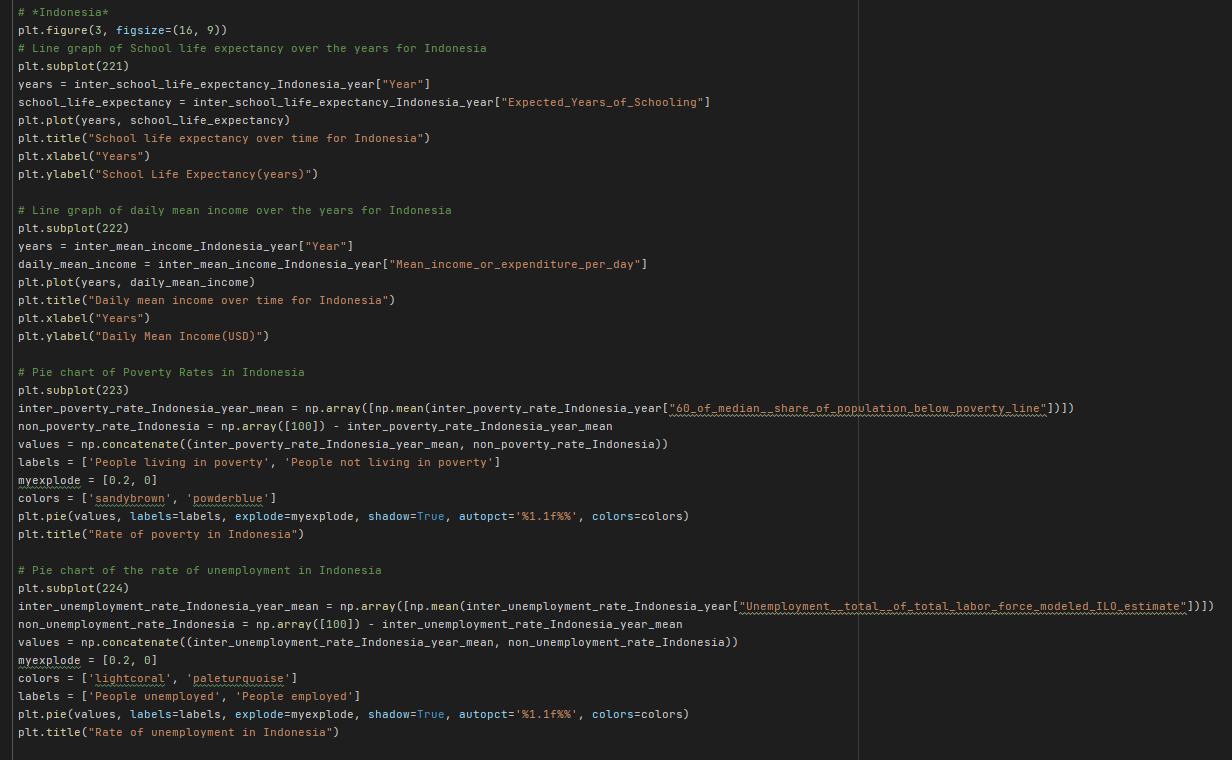 # *Indonesia*
plt.figure(3, figsize=(16, 9))
# Line graph of School life expectancy over the years for Indonesia
plt.subplot(221)
years = inter_school_life_expectancy_Indonesia_year["Year"]
school_life_expectancy = inter_school_life_expectancy_Indonesia_year["Expected_Years_of_Schooling"]
plt.plot(years, school_life_expectancy)
plt.title("School life expectancy over time for Indonesia")
plt.xlabel("Years")
plt.ylabel("School Life Expectancy(years)")
# Line graph of daily mean income over the years for Indonesia
plt.subplot(222)
years = inter_mean_income_Indonesia_year["Year"]
daily_mean_income = inter_mean_income_Indonesia_year["Mean_income_or_expenditure_per_day"]
plt.plot(years, daily_mean_income)
plt.title("Daily mean income over time for Indonesia")
plt.xlabel("Years")
plt.ylabel("Daily Mean Income(USD)")
# Pie chart of Poverty Rates in Indonesia
plt.subplot(223)
inter_poverty_rate_Indonesia_year_mean = np.array([np.mean(inter_poverty_rate_Indonesia_year["60_of_median__share_of_population_below_poverty_line"])])
non_poverty_rate_Indonesia = np.array([100]) - inter_poverty_rate_Indonesia_year_mean
values = np.concatenate((inter_poverty_rate_Indonesia_year_mean, non_poverty_rate_Indonesia))
labels = ['People living in poverty', 'People not living in poverty']
myexplode = [0.2, 0]
colors = ['sandybrown', 'powderblue']
plt.pie(values, labels=labels, explode=myexplode, shadow=True, autopct='%1.1f%%', colors=colors)
plt.title("Rate of poverty in Indonesia")
# Pie chart of the rate of unemployment in Indonesia
plt.subplot(224)
inter_unemployment_rate_Indonesia_year_mean = np.array([np.mean(inter_unemployment_rate_Indonesia_year["Unemployment__total__of_total_labor_force_modeled_ILO_estimate"])])
non_unemployment_rate_Indonesia = np.array([100]) - inter_unemployment_rate_Indonesia_year_mean
values = np.concatenate((inter_unemployment_rate_Indonesia_year_mean, non_unemployment_rate_Indonesia))
myexplode = [0.2, 0]
colors = ['lightcoral', 'paleturquoise']
labels = ['People unemployed', 'People employed']
plt.pie(values, labels=labels, explode=myexplode, shadow=True, autopct='%1.1f%%', colors=colors)
plt.title("Rate of unemployment in Indonesia")